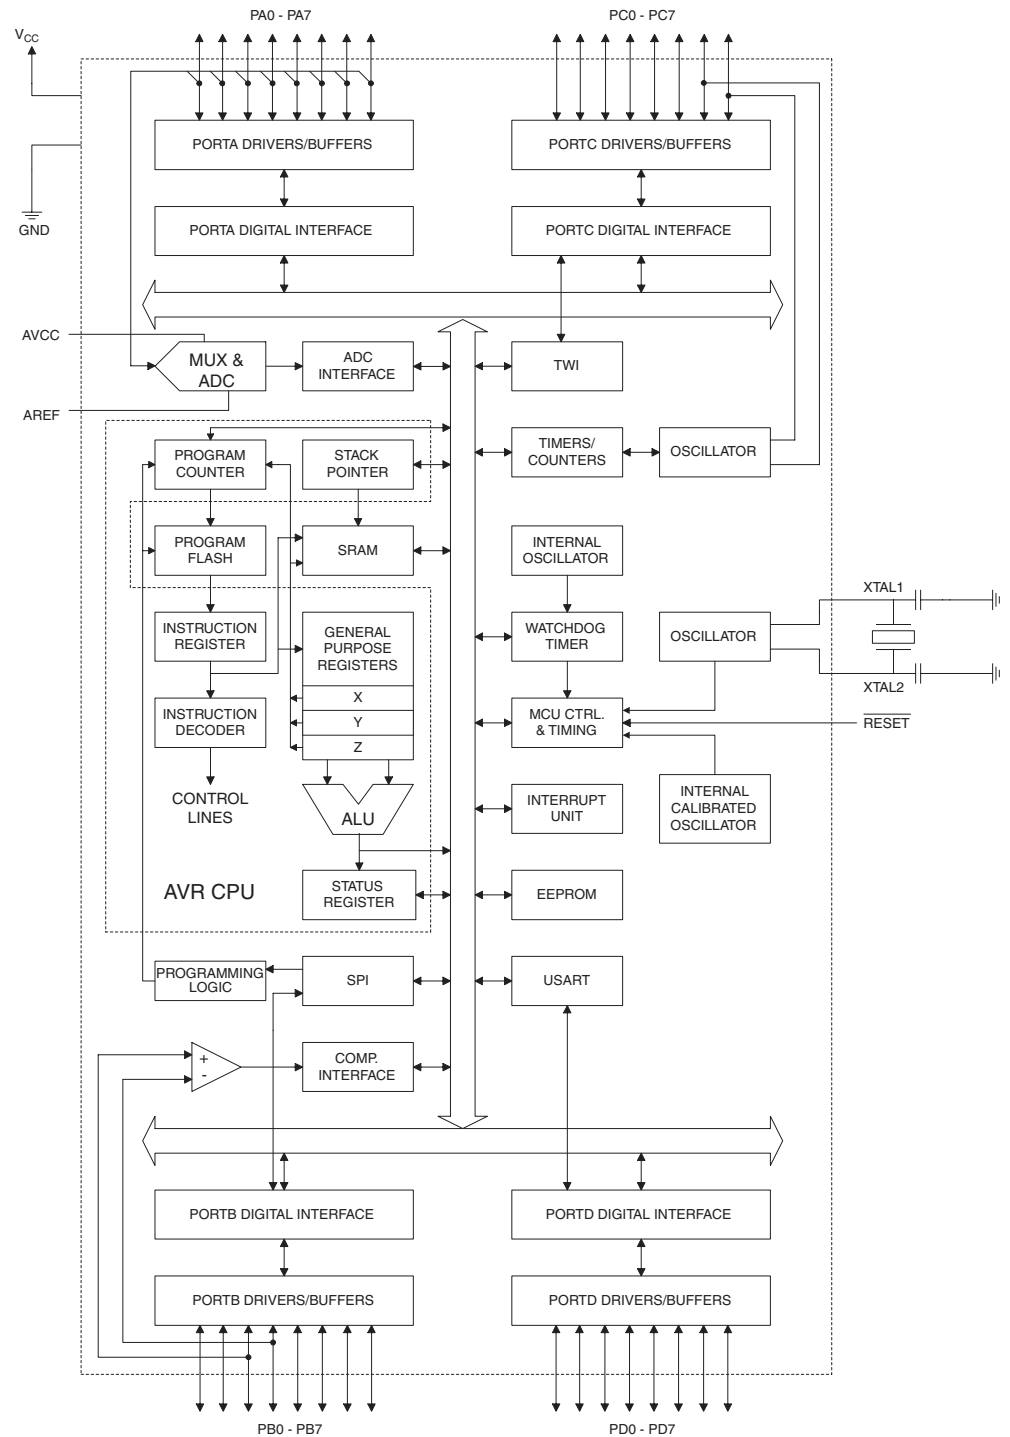 PA0 - PA7
PC0 - PC7
VCC
PORTA DRIVERS/BUFFERS
PORTC DRIVERS/BUFFERS
GND
PORTA DIGITAL INTERFACE
PORTC DIGITAL INTERFACE
AVCC
MUX &
ADC
ADC
INTERFACE
TWI
AREF
PROGRAM
COUNTER
STACK
POINTER
TIMERS/
COUNTERS
OSCILLATOR
PROGRAM
FLASH
SRAM
INTERNAL
OSCILLATOR
XTAL1
INSTRUCTION
REGISTER
GENERAL
PURPOSE
REGISTERS
WATCHDOG
TIMER
OSCILLATOR
XTAL2
X
Y
Z
INSTRUCTION
DECODER
MCU CTRL.
& TIMING
RESET
CONTROL
LINES
ALU
INTERRUPT
UNIT
INTERNAL
CALIBRATED
OSCILLATOR
AVR CPU
STATUS
REGISTER
EEPROM
PROGRAMMING
LOGIC
SPI
USART
+
-
COMP.
INTERFACE
PORTB DIGITAL INTERFACE
PORTD DIGITAL INTERFACE
PORTB DRIVERS/BUFFERS
PORTD DRIVERS/BUFFERS
PB0 - PB7
PD0 - PD7